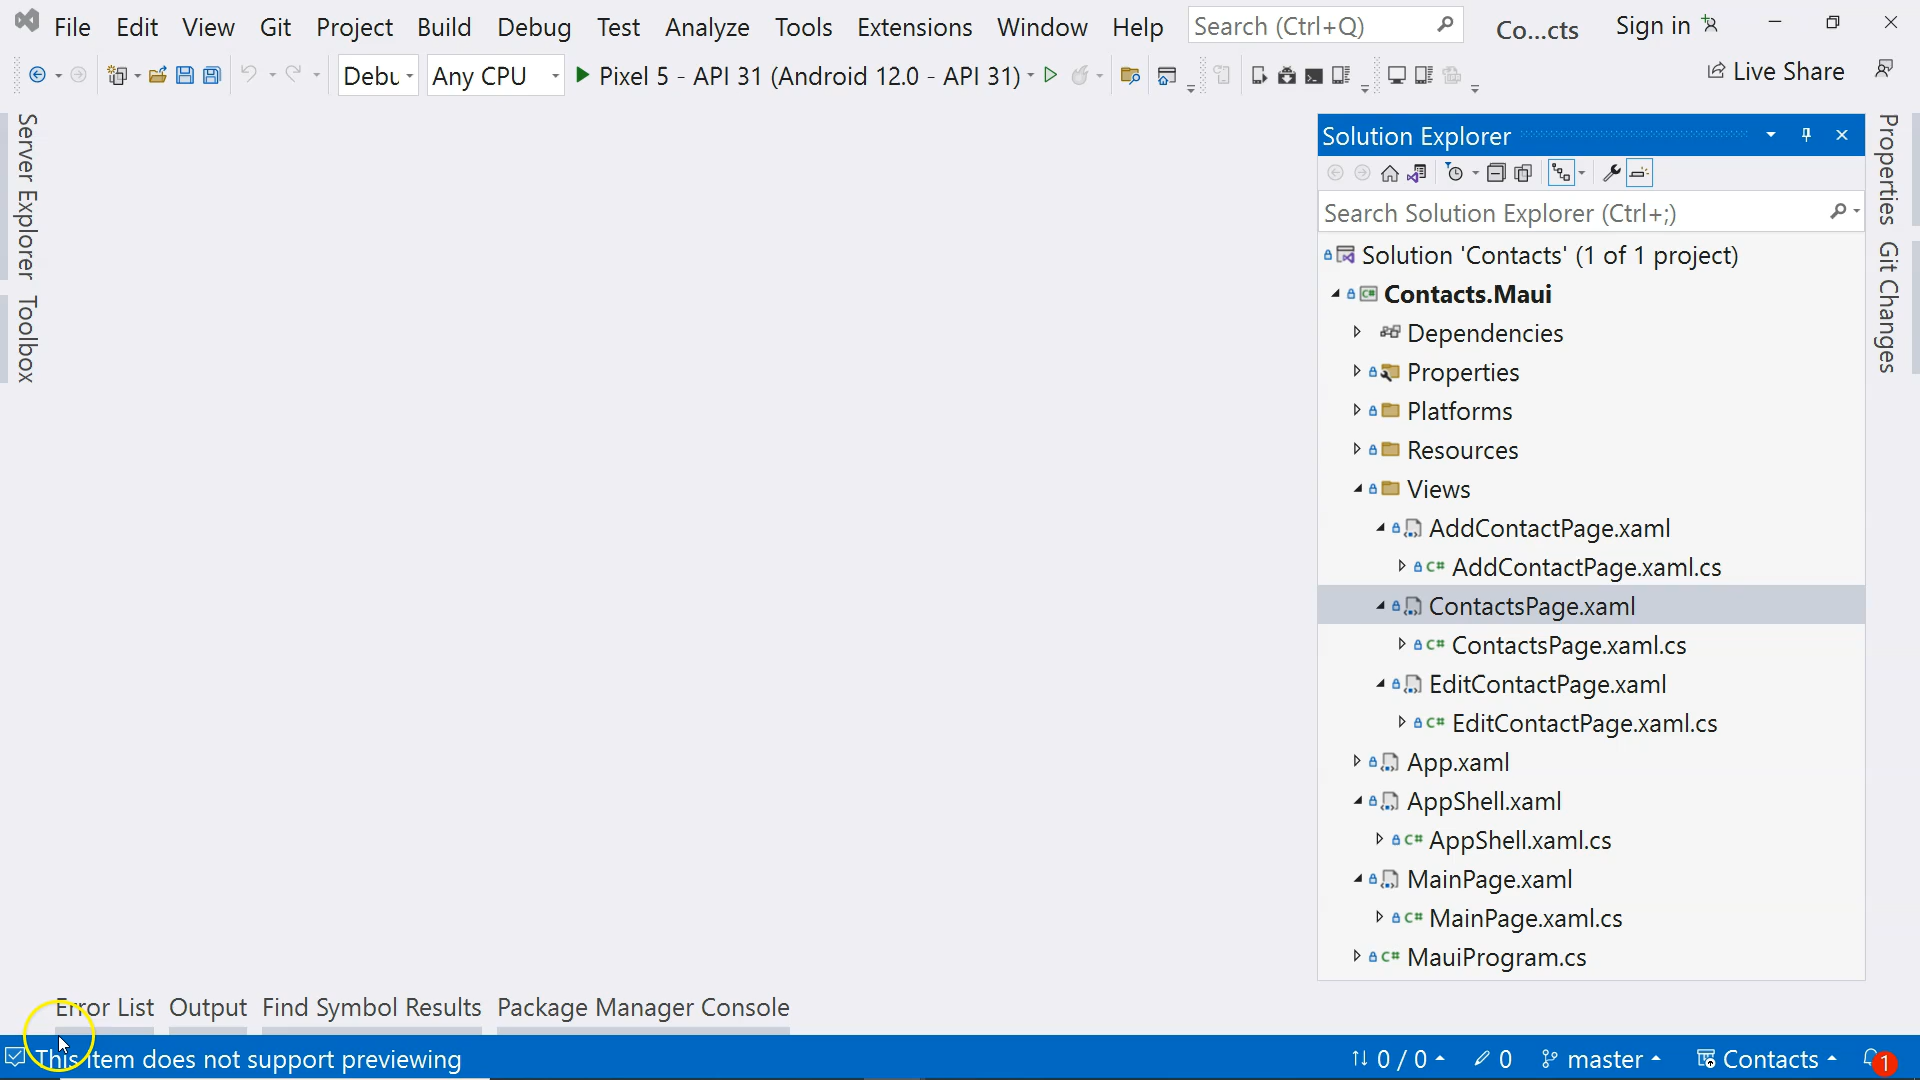 File Edit View Git Project Build Debug Test Analyze Tools Extensions Window Help Search (Ctrl+Q) Co...cts Sign in
Debu Any CPU Pixel 5 - API 31 (Android 12.0 - API 31) Live Share
Server Explorer
Toolbox
Solution Explorer
Search Solution Explorer (Ctrl+;)
Solution 'Contacts' (1 of 1 project)
Contacts.Maui
Dependencies
Properties
Platforms
Resources
Views
AddContactPage.xaml
C# AddContactPage.xaml.cs
ContactsPage.xaml
C# ContactsPage.xaml.cs
EditContactPage.xaml
C# EditContactPage.xaml.cs
App.xaml
AppShell.xaml
C# AppShell.xaml.cs
MainPage.xaml
C# MainPage.xaml.cs
C# MauiProgram.cs
Properties
Git Changes
Error List Output Find Symbol Results Package Manager Console
This item does not support previewing 0 / 0 0 master Contacts 1